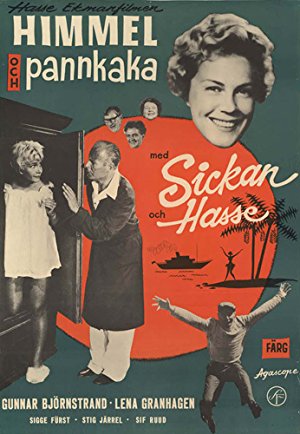 Hasse Ekmanfilmen
HIMMEL
OCH
pannkaka
med
Sickan
och
Hasse
FÄRG
Agascope
GUNNAR BJÖRNSTRAND · LENA GRANHAGEN
SIGGE FÜRST · STIG JÄRREL · SIF RUUD
SF